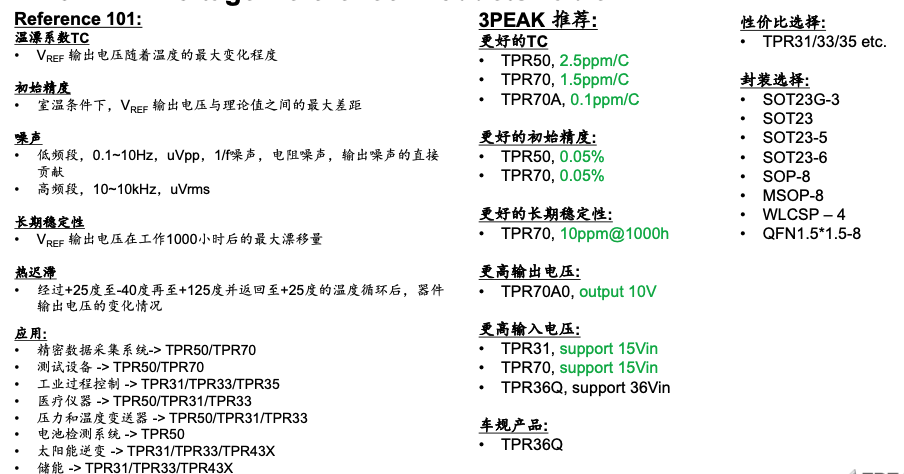 Reference 101:
温漂系数TC
• VREF 输出电压随着温度的最大变化程度
初始精度
• 室温条件下，VREF 输出电压与理论值之间的最大差距
噪声
• 低频段，0.1~10Hz，uVpp，1/f噪声，电阻噪声，输出噪声的直接
贡献
• 高频段，10~10kHz，uVrms
长期稳定性
• VREF 输出电压在工作1000小时后的最大漂移量
热迟滞
• 经过+25度至-40度再至+125度并返回至+25度的温度循环后，器件
输出电压的变化情况
应用:
• 精密数据采集系统-> TPR50/TPR70
• 测试设备 -> TPR50/TPR70
• 工业过程控制 -> TPR31/TPR33/TPR35
• 医疗仪器 -> TPR50/TPR31/TPR33
• 压力和温度变送器 -> TPR50/TPR31/TPR33
• 电池检测系统 -> TPR50
• 太阳能逆变 -> TPR31/TPR33/TPR43X
• 储能 -> TPR31/TPR33/TPR43X
3PEAK 推荐:
更好的TC
• TPR50, 2.5ppm/C
• TPR70, 1.5ppm/C
• TPR70A, 0.1ppm/C
更好的初始精度:
• TPR50, 0.05%
• TPR70, 0.05%
更好的长期稳定性:
• TPR70, 10ppm@1000h
更高输出电压:
• TPR70A0, output 10V
更高输入电压:
• TPR31, support 15Vin
• TPR70, support 15Vin
• TPR36Q, support 36Vin
车规产品:
• TPR36Q
性价比选择:
• TPR31/33/35 etc.
封装选择:
• SOT23G-3
• SOT23
• SOT23-5
• SOT23-6
• SOP-8
• MSOP-8
• WLCSP – 4
• QFN1.5*1.5-8